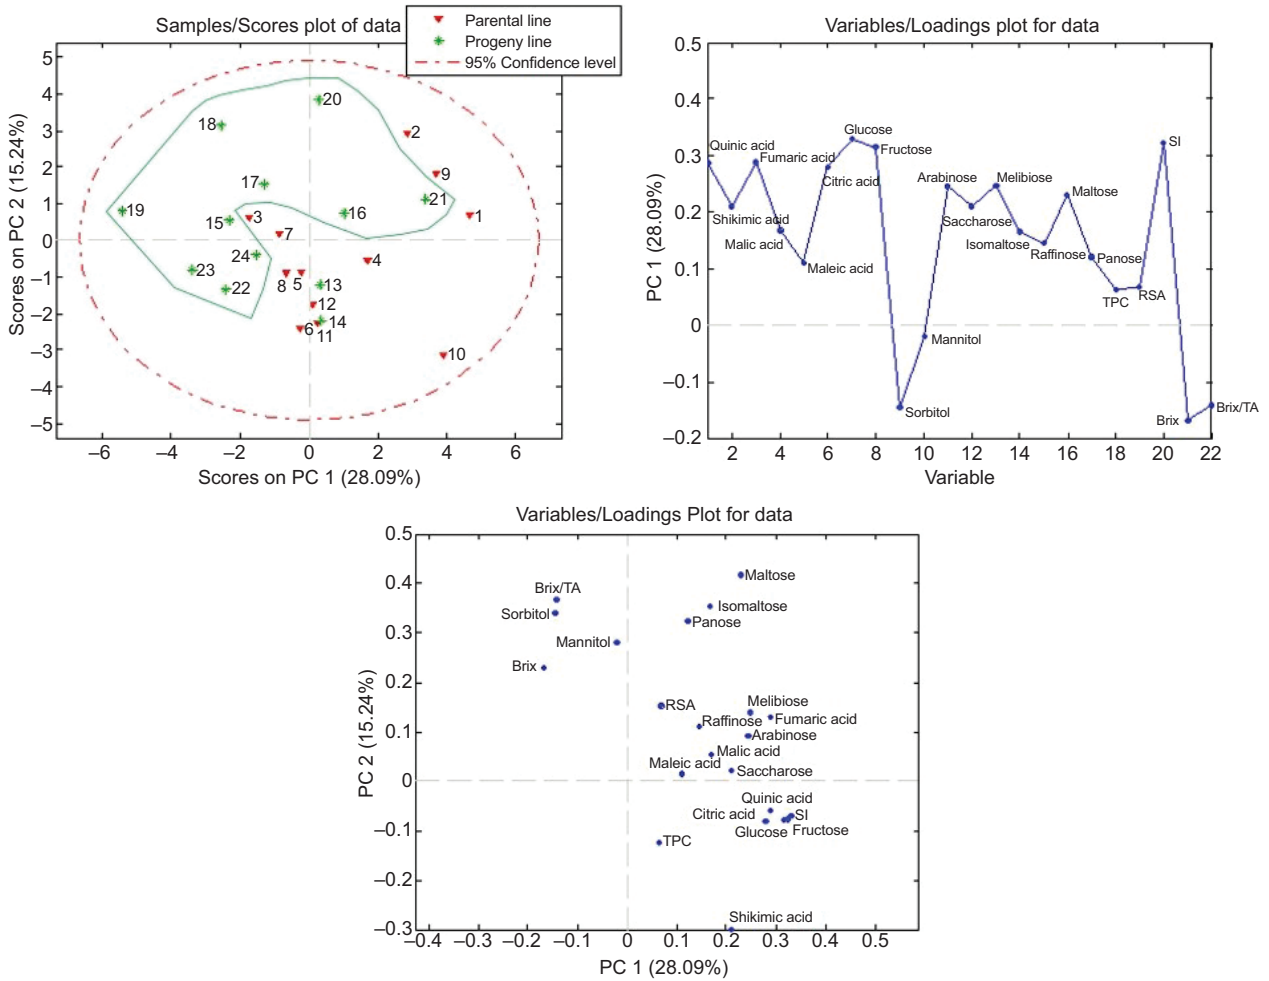 Samples/Scores plot of data
Parental line
Progeny line
95% Confidence level
Scores on PC 2 (15.24%)
5
4
3
2
1
0
–1
–2
–3
–4
–5
20
18
2
9
17
21
19
16
1
15
3
7
24
4
23
8
5
13
22
12
14
6
11
10
–6
–4
–2
0
2
4
6
Scores on PC 1 (28.09%)
Variables/Loadings plot for data
PC 1 (28.09%)
0.5
0.4
0.3
0.2
0.1
0
–0.1
–0.2
Glucose
Quinic acid
Fumaric acid
Fructose
SI
Citric acid
Arabinose
Melibiose
Maltose
Shikimic acid
Saccharose
Malic acid
Isomaltose
Raffinose
Panose
Maleic acid
TPC
RSA
Mannitol
Sorbitol
Brix
Brix/TA
2
4
6
8
10
12
14
16
18
20
22
Variable
Variables/Loadings Plot for data
PC 2 (15.24%)
0.5
0.4
0.3
0.2
0.1
0
–0.1
–0.2
–0.3
Maltose
Brix/TA
Sorbitol
Isomaltose
Panose
Mannitol
Brix
RSA
Melibiose
Raffinose
Fumaric acid
Arabinose
Malic acid
Maleic acid
Saccharose
Quinic acid
Citric acid
SI
Glucose
Fructose
TPC
Shikimic acid
–0.4
–0.3
–0.2
–0.1
0
0.1
0.2
0.3
0.4
0.5
PC 1 (28.09%)